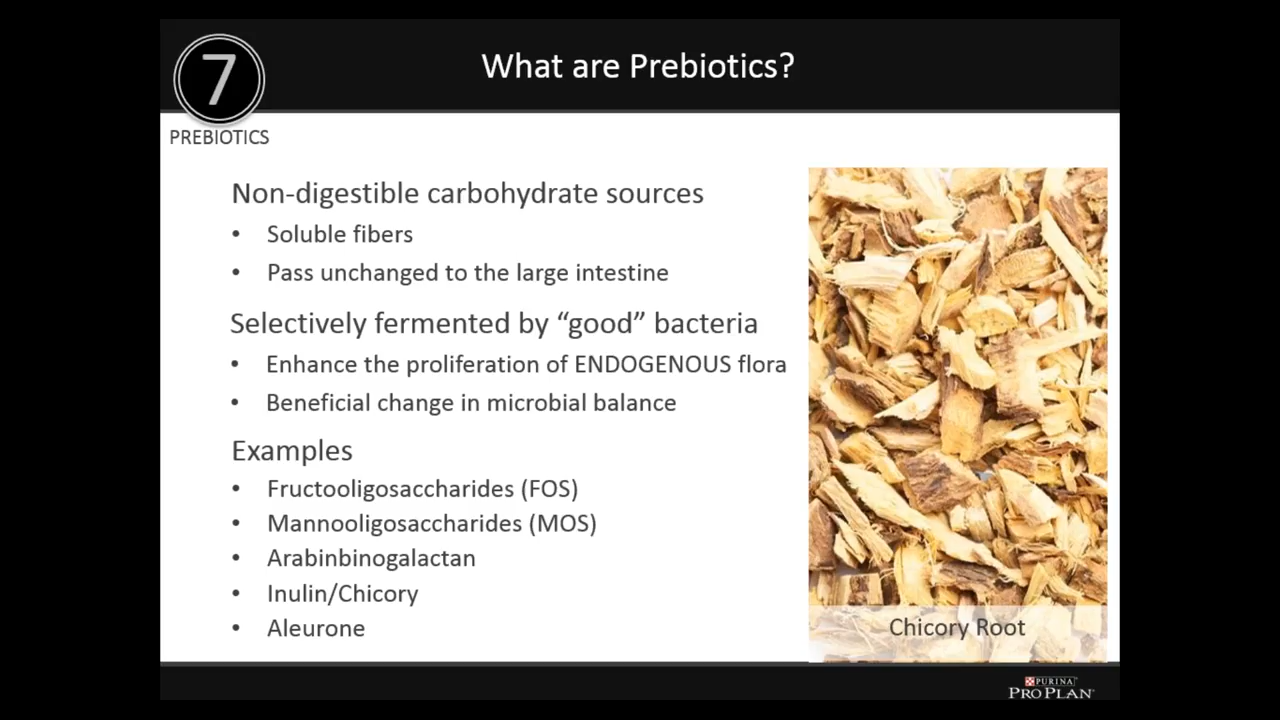 7
What are Prebiotics?
PREBIOTICS
Non-digestible carbohydrate sources
• Soluble fibers
• Pass unchanged to the large intestine
Selectively fermented by “good” bacteria
• Enhance the proliferation of ENDOGENOUS flora
• Beneficial change in microbial balance
Examples
• Fructooligosaccharides (FOS)
• Mannooligosaccharides (MOS)
• Arabinbinogalactan
• Inulin/Chicory
• Aleurone
Chicory Root
PURINA
PRO PLAN